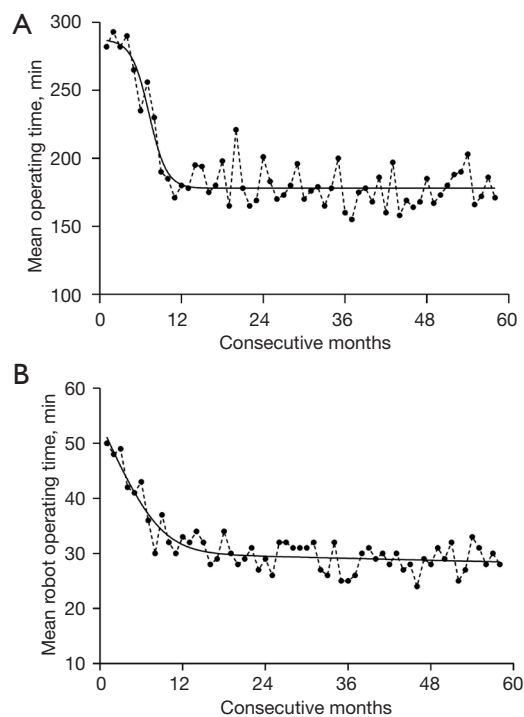 A
300
250
200
150
100
Mean operating time, min
0 12 24 36 48 60
Consecutive months
B
60
50
40
30
20
10
Mean robot operating time, min
0 12 24 36 48 60
Consecutive months